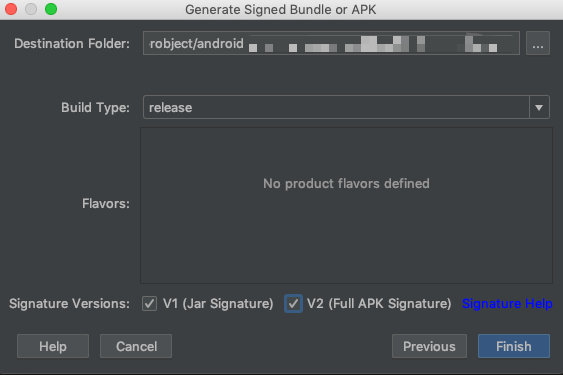 Generate Signed Bundle or APK
Destination Folder: robject/android ...
Build Type: release
No product flavors defined
Flavors:
Signature Versions: V1 (Jar Signature) V2 (Full APK Signature) Signature Help
Help Cancel Previous Finish